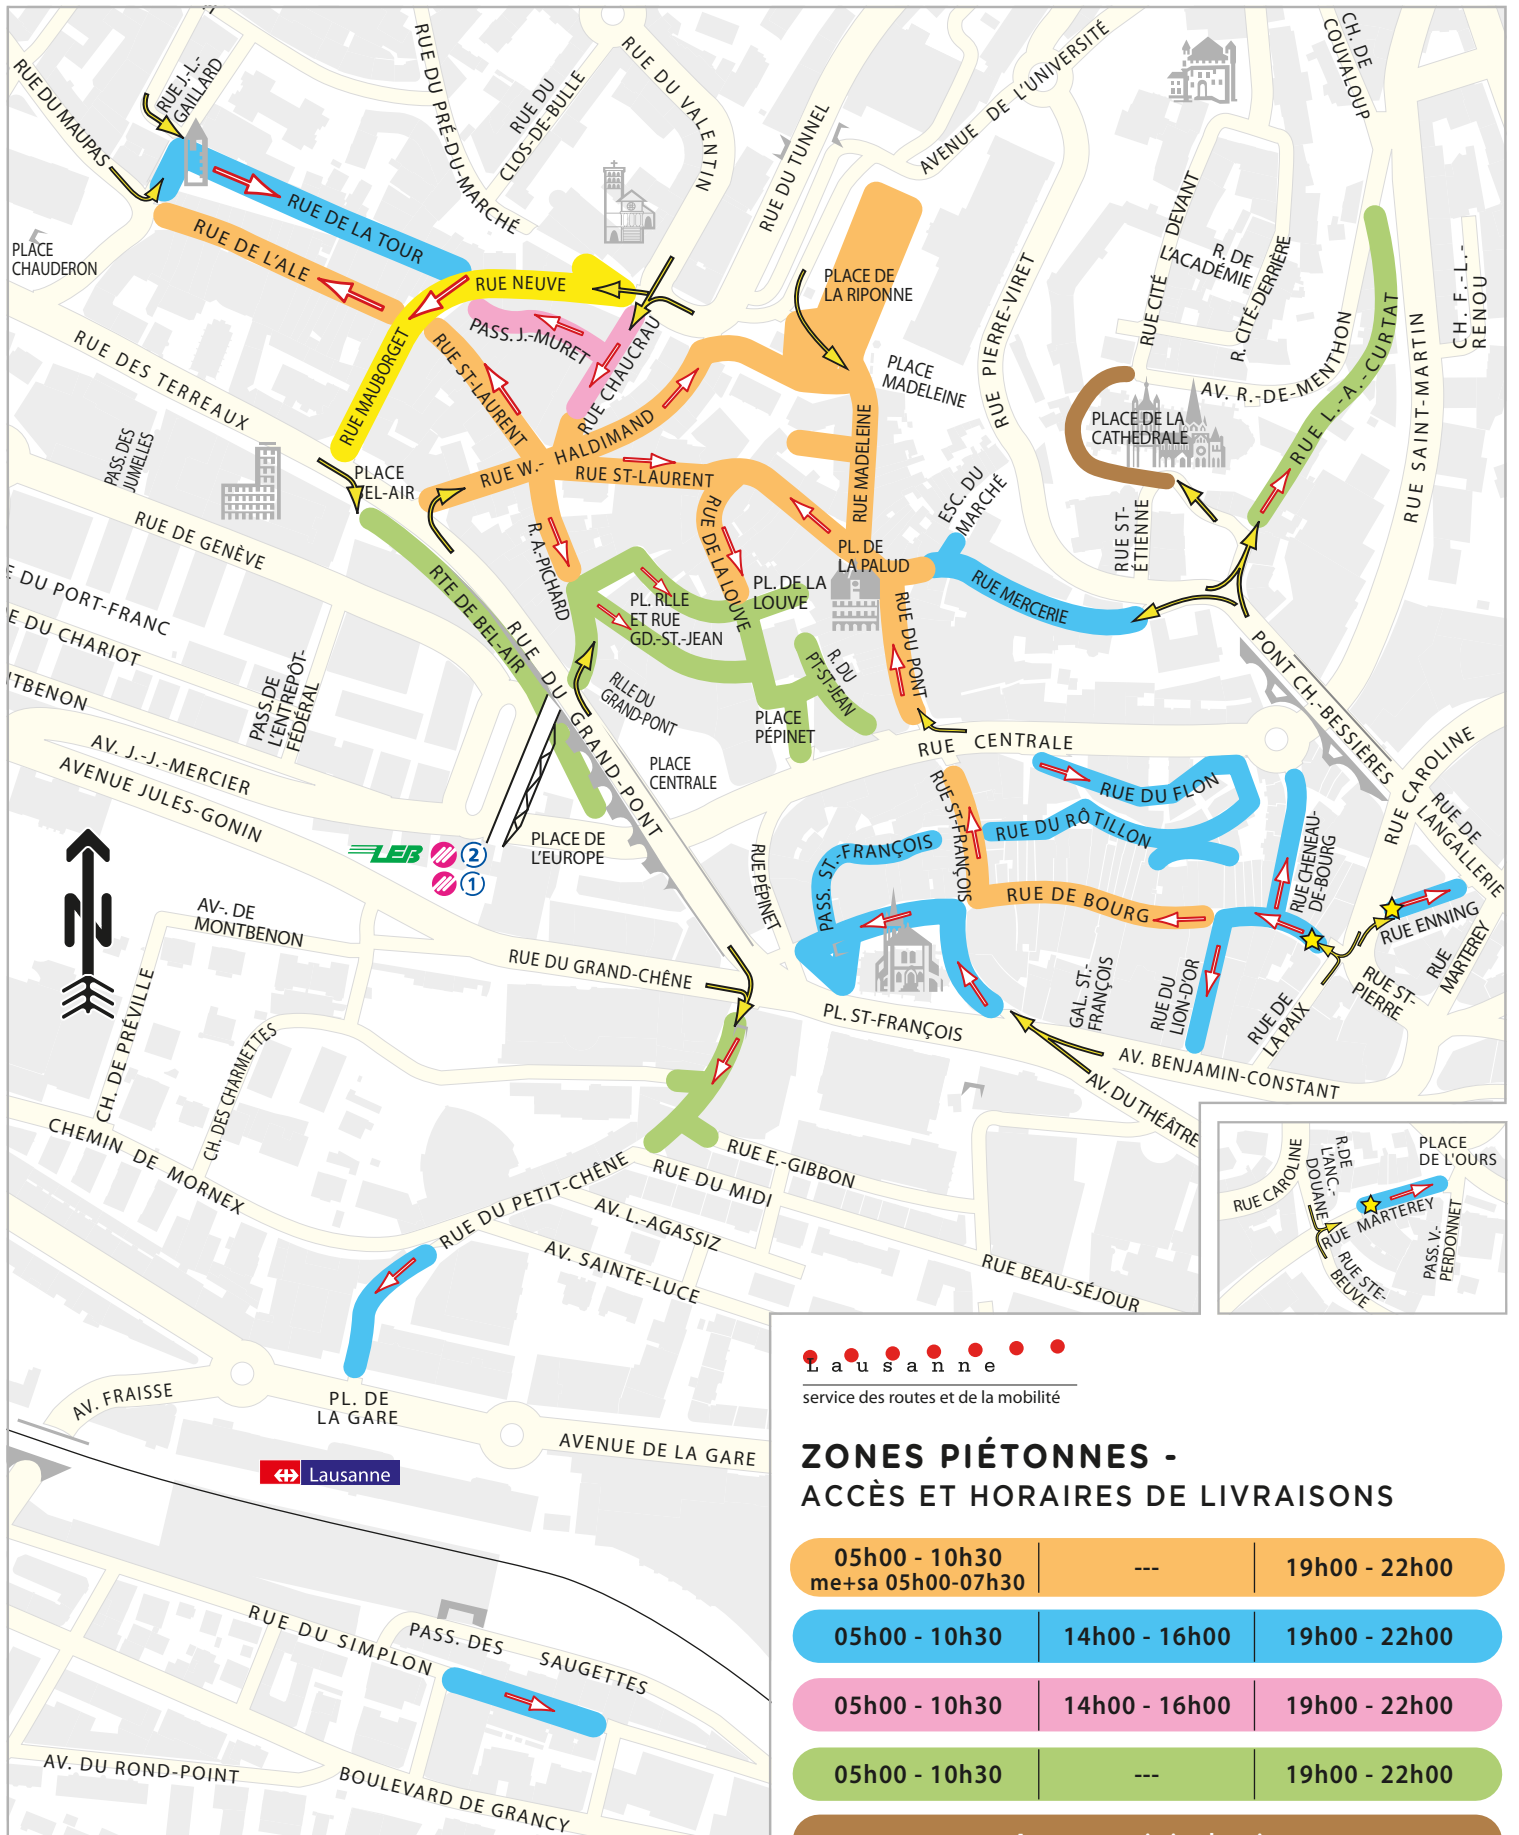 RUE DU MAUPAS
RUE J.-L.-
GAILLARD
RUE DU PRÉ-DU-MARCHÉ
RUE DU
CLOS-DE-BULLE
RUE DU VALENTIN
RUE DU TUNNEL
AVENUE DE L'UNIVERSITÉ
CH. DE
COUVALOUP
PLACE
CHAUDERON
RUE DE LA TOUR
RUE DE L'ALE
RUE NEUVE
PASS. J.-MURET
RUE CHAUCRAU
PLACE DE
LA RIPONNE
PLACE
MADELEINE
RUE PIERRE-VIRET
RUE CITÉ DEVANT
R. DE
L'ACADÉMIE
R. CITÉ-DERRIÈRE
AV. R.-DE-MENTHON
RUE L.-A.-CURTAT
RUE SAINT-MARTIN
CH. F.-L.-
RENOU
RUE DES TERREAUX
RUE MAUBORGET
RUE ST-LAURENT
PASS. DES
JUMELLES
PLACE
BEL-AIR
RUE W.- HALDIMAND
RUE ST-LAURENT
RUE MADELEINE
ESC. DU
MARCHÉ
PLACE DE LA
CATHEDRALE
RUE ST-
ÉTIENNE
RUE DE GENÈVE
R. A.-PICHARD
RUE DE LA LOUVE
PL. DE LA
LOUVE
PL. DE
LA PALUD
RUE MERCERIE
RUE DU PORT-FRANC
E DU CHARIOT
TBENON
PASS. DE
L'ENTREPÔT-
FÉDÉRAL
RTE DE BEL-AIR
RUE DU GRAND-PONT
PL. RLLE
ET RUE
GD.-ST.-JEAN
RLLE DU
GRAND-PONT
R. DU
PT-ST-JEAN
RUE DU PONT
PONT CH.-BESSIÈRES
PLACE
PÉPINET
PLACE
CENTRALE
RUE CENTRALE
AV. J.-J.-MERCIER
AVENUE JULES-GONIN
PLACE DE
L'EUROPE
LEB 2
1
RUE PÉPINET
RUE ST-FRANÇOIS
PASS. ST.-FRANÇOIS
RUE DU FLON
RUE DU RÔTILLON
RUE DE BOURG
RUE CHENEAU-
DE-BOURG
RUE CAROLINE
RUE DE
LANGALLERIE
RUE ENNING
RUE
MARTEREY
RUE ST-
PIERRE
RUE DE
LA PAIX
RUE DU
LION-D'OR
GAL. ST.-
FRANÇOIS
N
AV-. DE
MONTBENON
CH. DE PRÉVILLE
CH. DES CHARMETTES
RUE DU GRAND-CHÊNE
PL. ST-FRANÇOIS
AV. BENJAMIN-CONSTANT
AV. DU THÉÂTRE
CHEMIN DE MORNEX
RUE DU PETIT-CHÊNE
RUE E.-GIBBON
RUE DU MIDI
AV. L.-AGASSIZ
AV. SAINTE-LUCE
RUE BEAU-SÉJOUR
RUE CAROLINE
R. DE
L'ANC.-
DOUANE
PLACE
DE L'OURS
RUE MARTEREY
PASS. V.-
PERDONNET
RUE STE-
BEUVE
AV. FRAISSE
PL. DE
LA GARE
AVENUE DE LA GARE
Lausanne
RUE DU SIMPLON
PASS. DES SAUGETTES
AV. DU ROND-POINT
BOULEVARD DE GRANCY
Lausanne
service des routes et de la mobilité
ZONES PIÉTONNES -
ACCÈS ET HORAIRES DE LIVRAISONS
05h00 - 10h30 --- 19h00 - 22h00
me+sa 05h00-07h30
05h00 - 10h30 14h00 - 16h00 19h00 - 22h00
05h00 - 10h30 14h00 - 16h00 19h00 - 22h00
05h00 - 10h30 --- 19h00 - 22h00